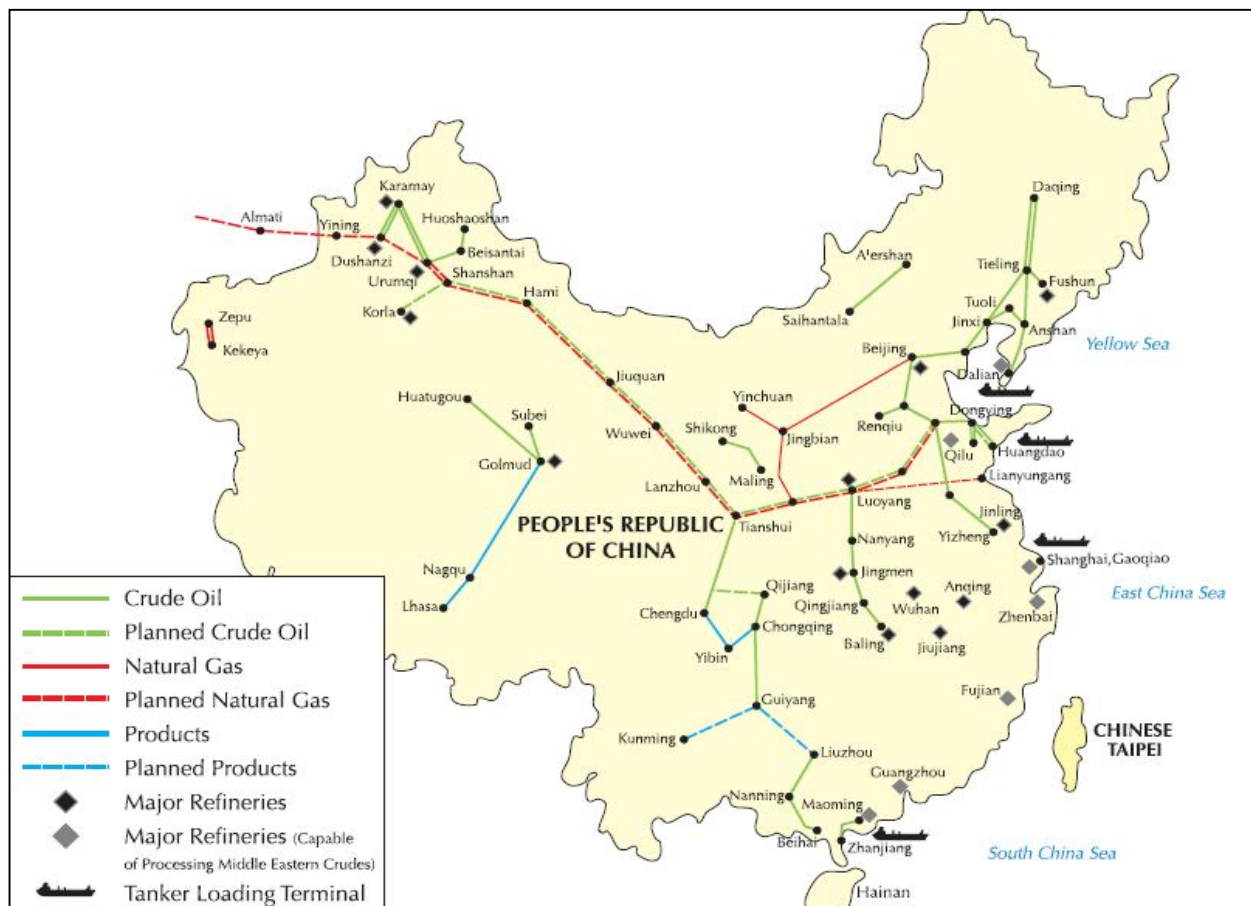 Karamay
Almati
Yining
Huoshaoshan
Dushanzi
Beisantai
Urumqi
Shanshan
Korla
Hami
Zepu
Kekeya
Daqing
A'ershan
Tieling
Fushun
Tuoli
Saihantala
Jinxi
Anshan
Yellow Sea
Beijing
Dalian
Jiuquan
Yinchuan
Huatugou
Subei
Renqiu
Dongying
Wuwei
Shikong
Jingbian
Qilu
Huangdao
Golmud
Maling
Lianyungang
Lanzhou
Luoyang
Jinling
Tianshui
PEOPLE'S REPUBLIC
OF CHINA
Nanyang
Yizheng
Shanghai,Gaoqiao
Nagqu
Jingmen
Qijiang
Anqing
East China Sea
Lhasa
Chengdu
Qingjiang
Wuhan
Zhenbai
Chongqing
Baling
Jiujiang
Yibin
Fujian
Guiyang
Kunming
CHINESE
TAIPEI
Liuzhou
Guangzhou
Nanning
Maoming
Beihai
Zhanjiang
South China Sea
Hainan
Crude Oil
Planned Crude Oil
Natural Gas
Planned Natural Gas
Products
Planned Products
Major Refineries
Major Refineries (Capable
of Processing Middle Eastern Crudes)
Tanker Loading Terminal